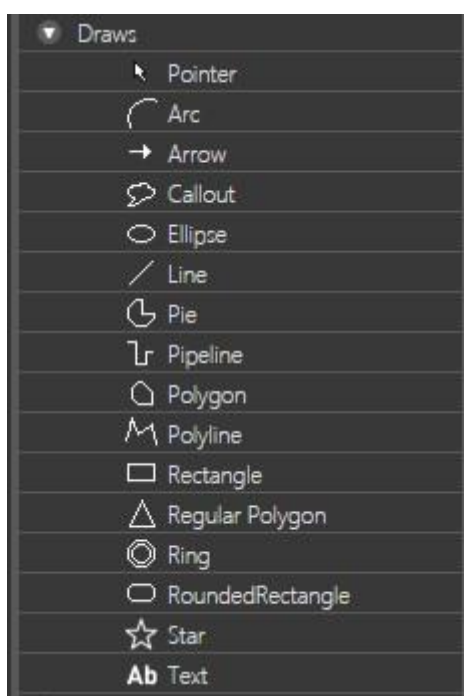 Draws
Pointer
Arc
Arrow
Callout
Ellipse
Line
Pie
Pipeline
Polygon
Polyline
Rectangle
Regular Polygon
Ring
RoundedRectangle
Star
Ab Text